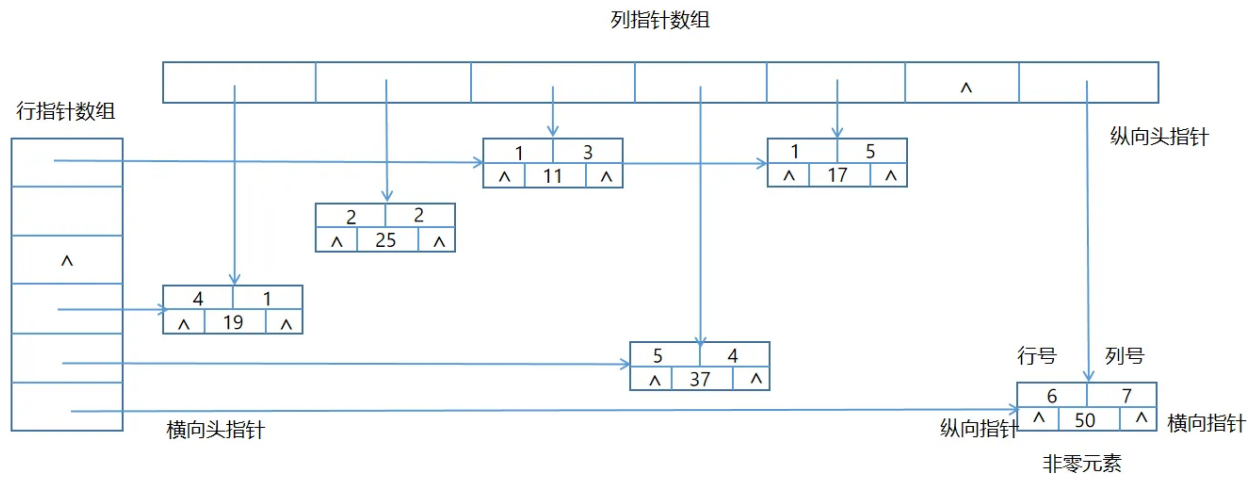 列指针数组
^
行指针数组
纵向头指针
1 3
^ 11 ^
1 5
^ 17 ^
2 2
^ 25 ^
^
4 1
^ 19 ^
5 4
^ 37 ^
行号 列号
6 7
^ 50 ^
横向头指针
纵向指针
横向指针
非零元素